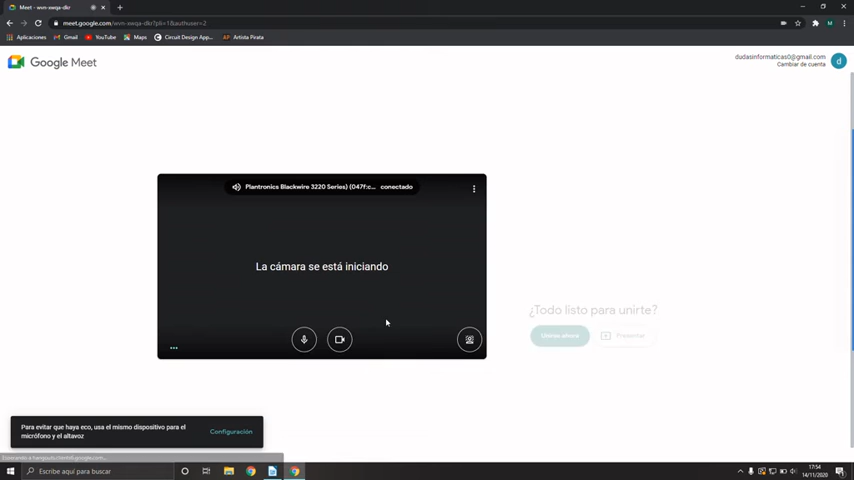 Meet - wvn-xwqa-dkr
meet.google.com/wvn-xwqa-dkr?pli=1&authuser=2
Aplicaciones
Gmail
YouTube
Maps
Circuit Design App...
Artista Pirata
M
Google Meet
dudasinformaticas0@gmail.com
Cambiar de cuenta
d
Plantronics Blackwire 3220 Series) (047f:c... conectado
La cámara se está iniciando
¿Todo listo para unirte?
Unirse ahora
Presentar
Para evitar que haya eco, usa el mismo dispositivo para el
micrófono y el altavoz
Configuración
Escribe aquí para buscar
17:54
14/11/2020